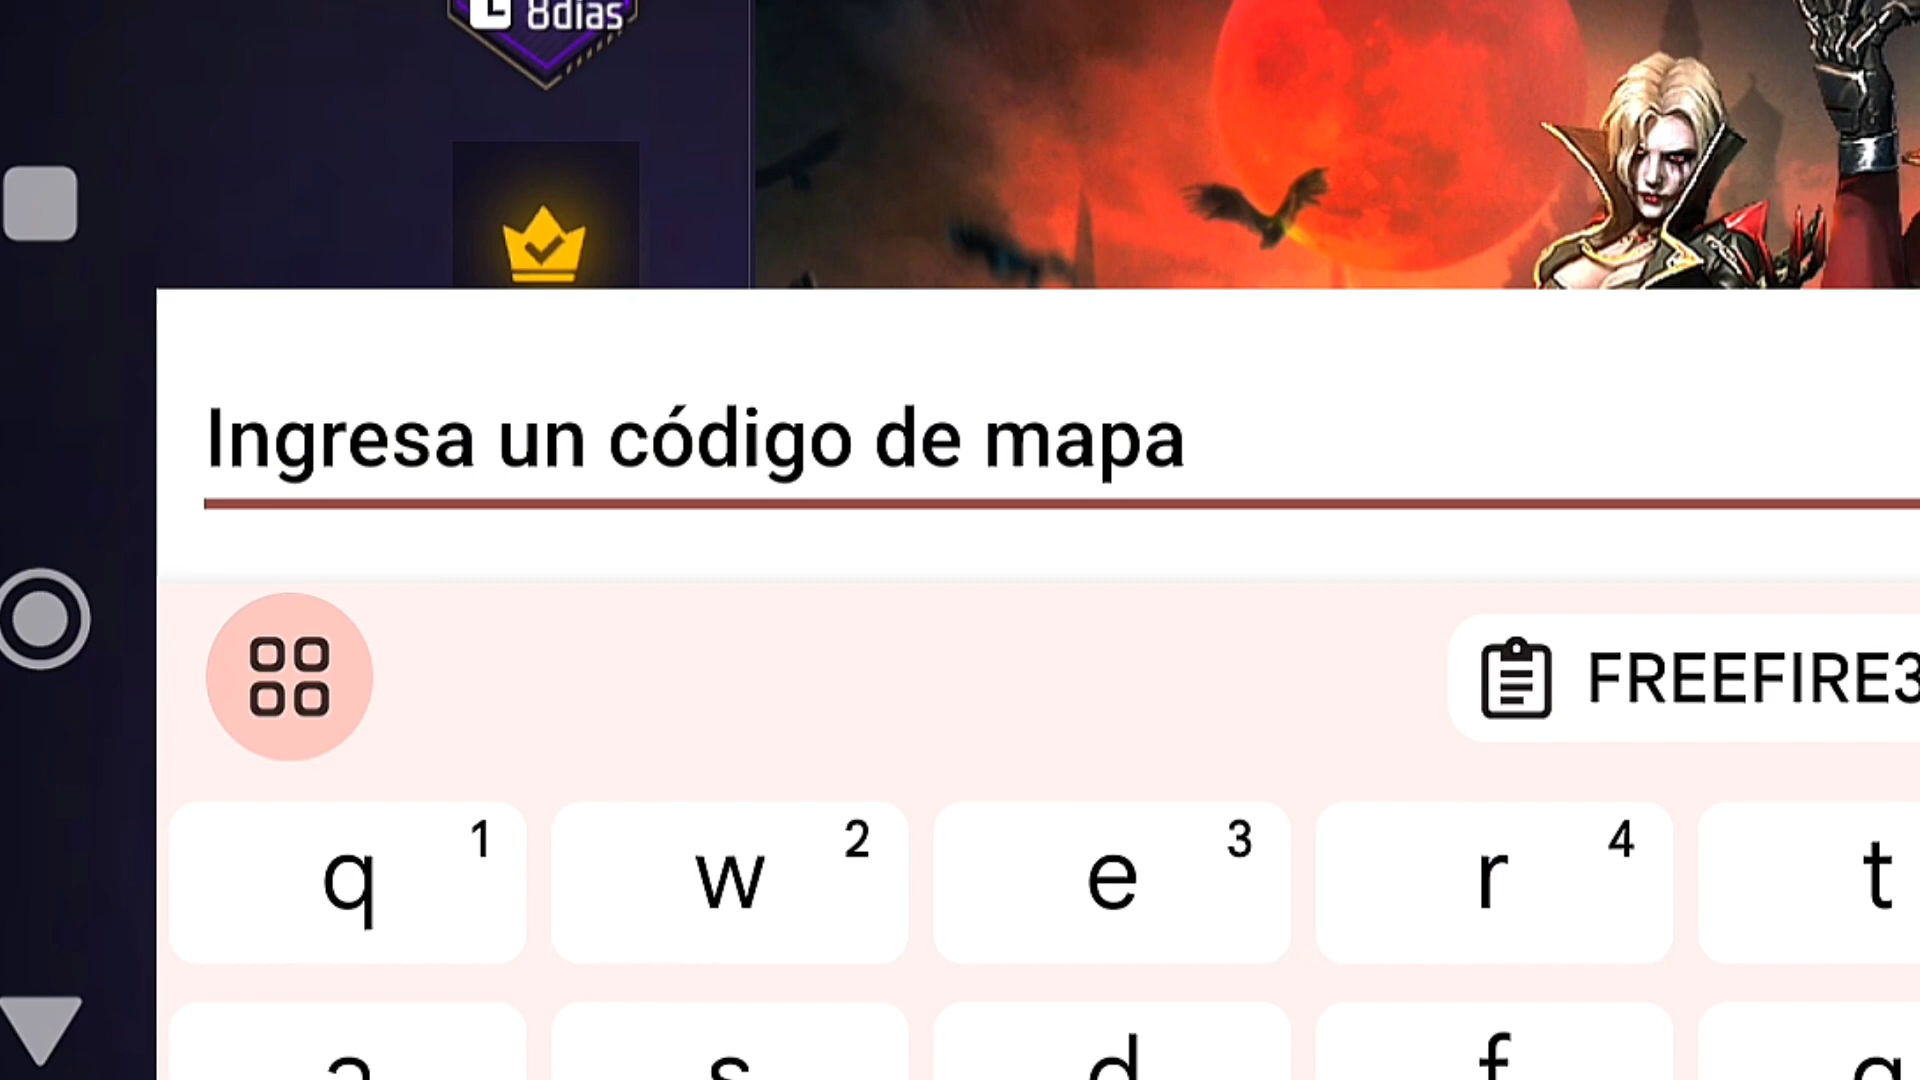 8días
Ingresa un código de mapa
FREEFIRE3
q 1 w 2 e 3 r 4 t
a s d f g